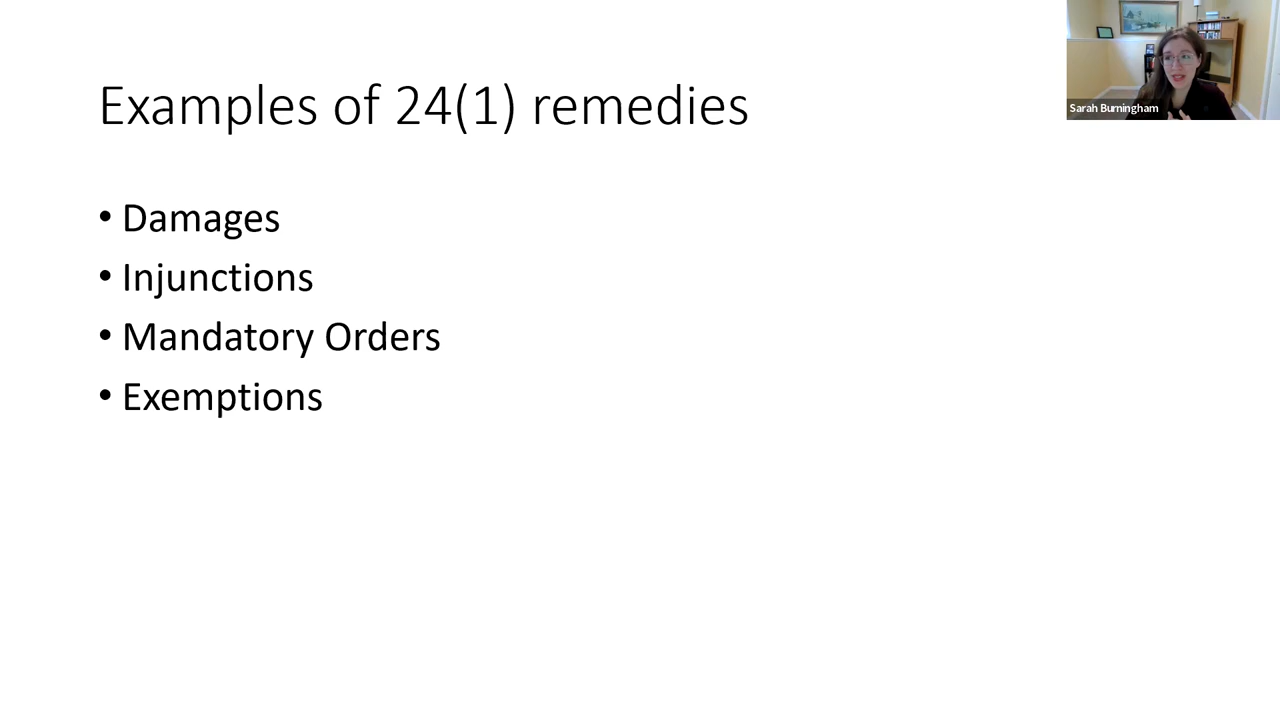 Examples of 24(1) remedies
Sarah Burningham
• Damages
• Injunctions
• Mandatory Orders
• Exemptions